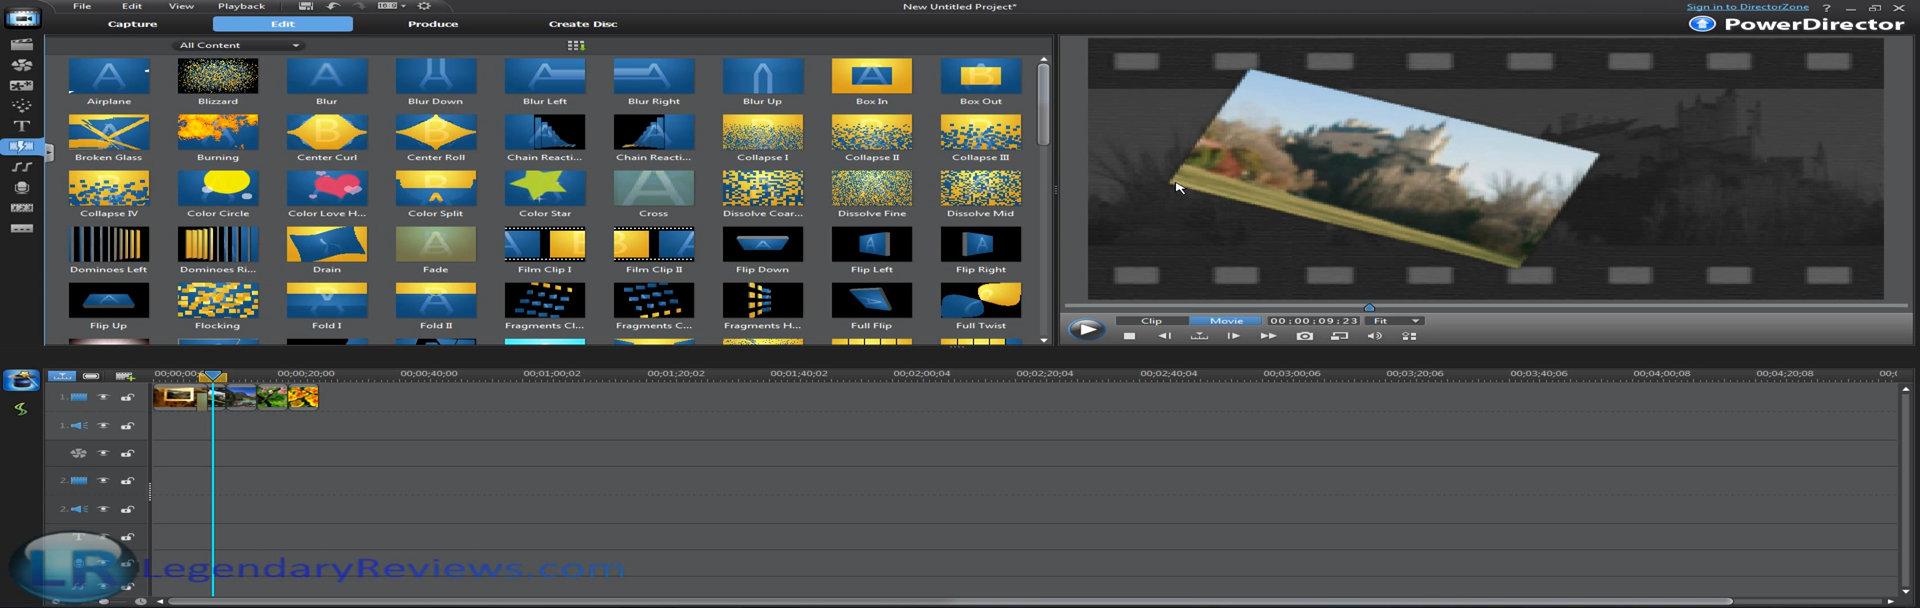 File Edit View Playback
New Untitled Project*
Sign in to DirectorZone ?
Capture Edit Produce Create Disc
PowerDirector
All Content
Airplane Blizzard Blur Blur Down Blur Left Blur Right Blur Up Box In Box Out
Broken Glass Burning Center Curl Center Roll Chain Reacti... Chain Reacti... Collapse I Collapse II Collapse III
Collapse IV Color Circle Color Love H... Color Split Color Star Cross Dissolve Coar... Dissolve Fine Dissolve Mid
Dominoes Left Dominoes Ri... Drain Fade Film Clip I Film Clip II Flip Down Flip Left Flip Right
Flip Up Flocking Fold I Fold II Fragments Cl... Fragments C... Fragments H... Full Flip Full Twist
Clip Movie 00;00;09;23 Fit
00;00;20;00 00;00;40;00 00;01;00;02 00;01;20;02 00;01;40;02 00;02;00;04 00;02;20;04 00;02;40;04 00;03;00;06 00;03;20;06 00;03;40;06 00;04;00;08 00;04;20;08
1.
1.
2.
2.
T
LR LegendaryReviews.com